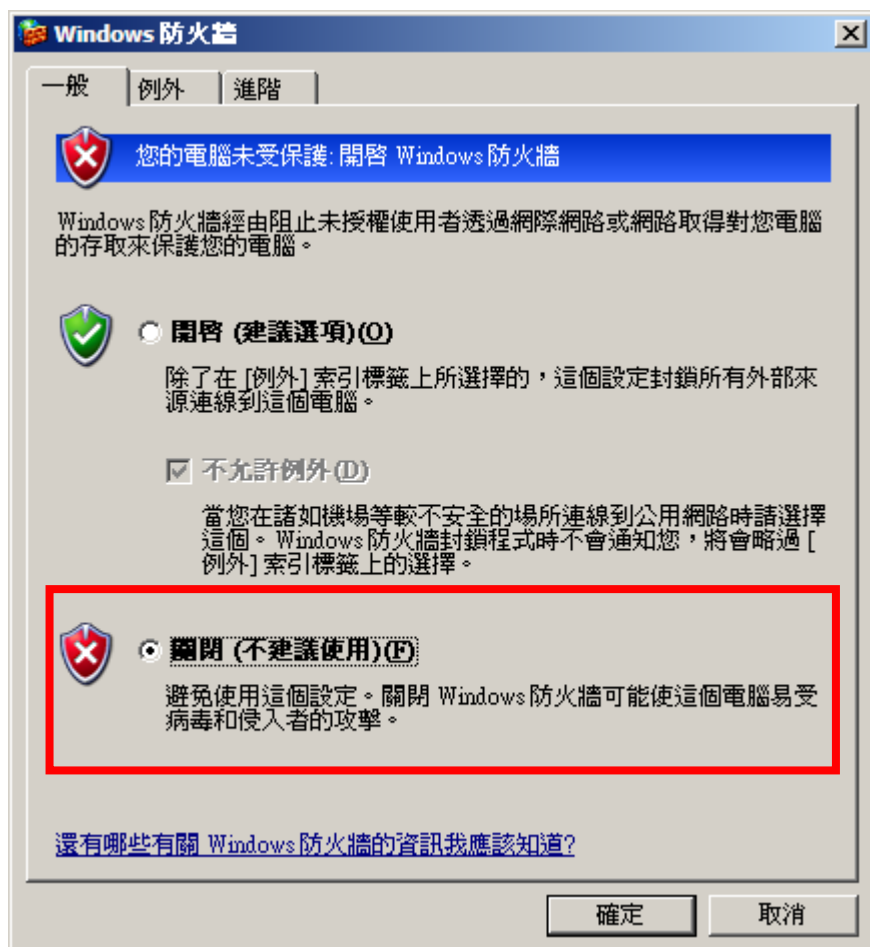 Windows 防火牆
一般
例外
進階
您的電腦未受保護: 開啓 Windows 防火牆
Windows 防火牆經由阻止未授權使用者透過網際網路或網路取得對您電腦
的存取來保護您的電腦。
開啓 (建議選項)(O)
除了在 [例外] 索引標籤上所選擇的，這個設定封鎖所有外部來
源連線到這個電腦。
不允許例外(D)
當您在諸如機場等較不安全的場所連線到公用網路時請選擇
這個。Windows 防火牆封鎖程式時不會通知您，將會略過 [
例外] 索引標籤上的選擇。
關閉 (不建議使用)(F)
避免使用這個設定。關閉 Windows 防火牆可能使這個電腦易受
病毒和侵入者的攻擊。
還有哪些有關 Windows 防火牆的資訊我應該知道?
確定
取消